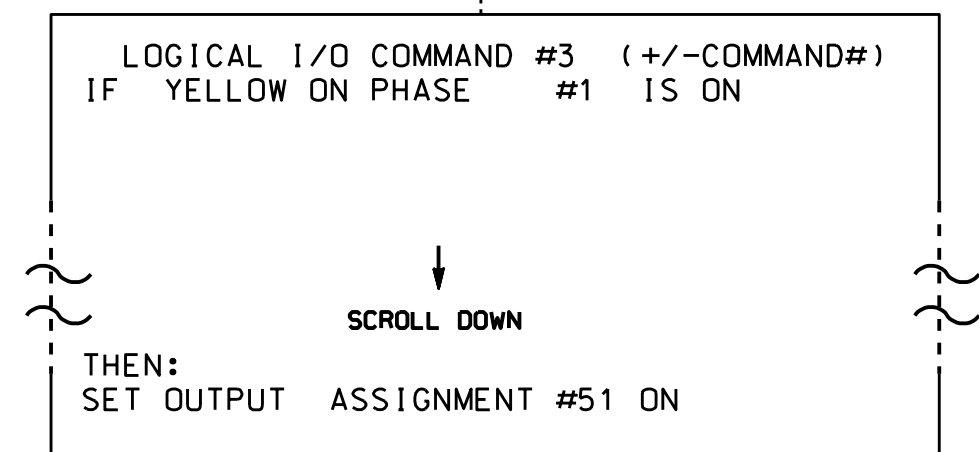 LOGICAL I/O COMMAND #3 (+/-COMMAND#)
IF YELLOW ON PHASE #1 IS ON
SCROLL DOWN
THEN:
SET OUTPUT ASSIGNMENT #51 ON